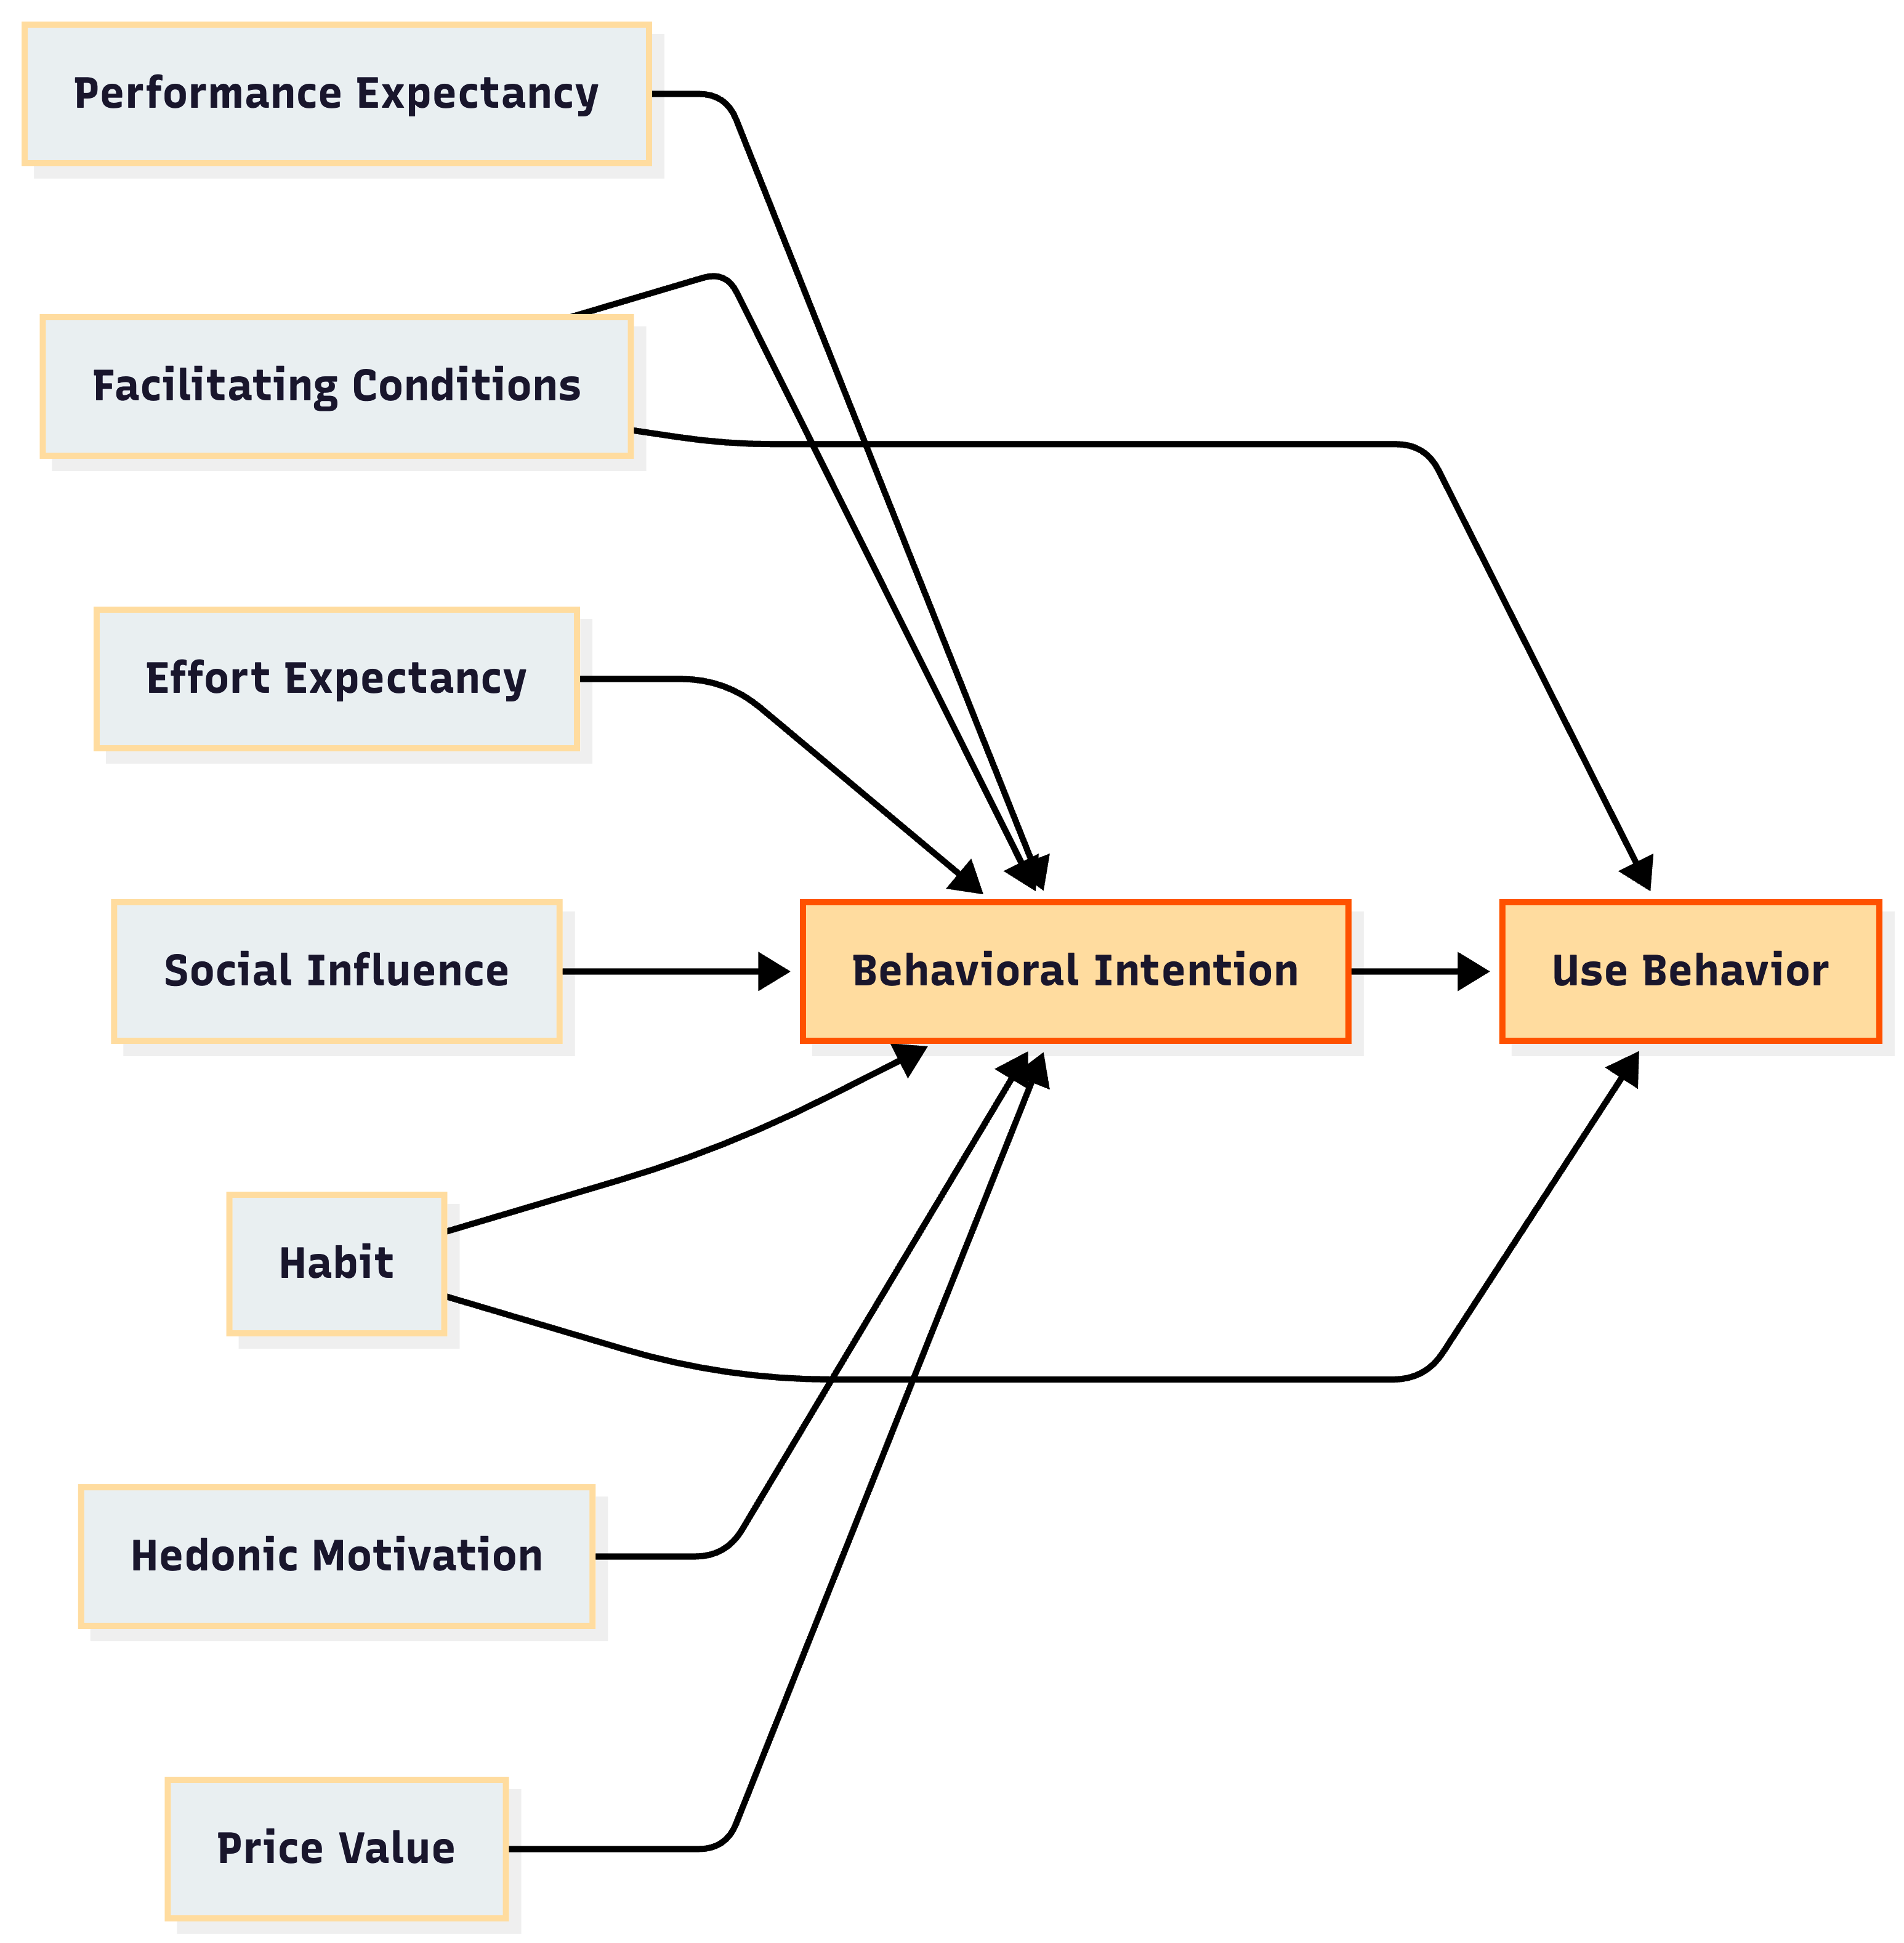 Performance Expectancy
Facilitating Conditions
Effort Expectancy
Social Influence
Behavioral Intention
Use Behavior
Habit
Hedonic Motivation
Price Value